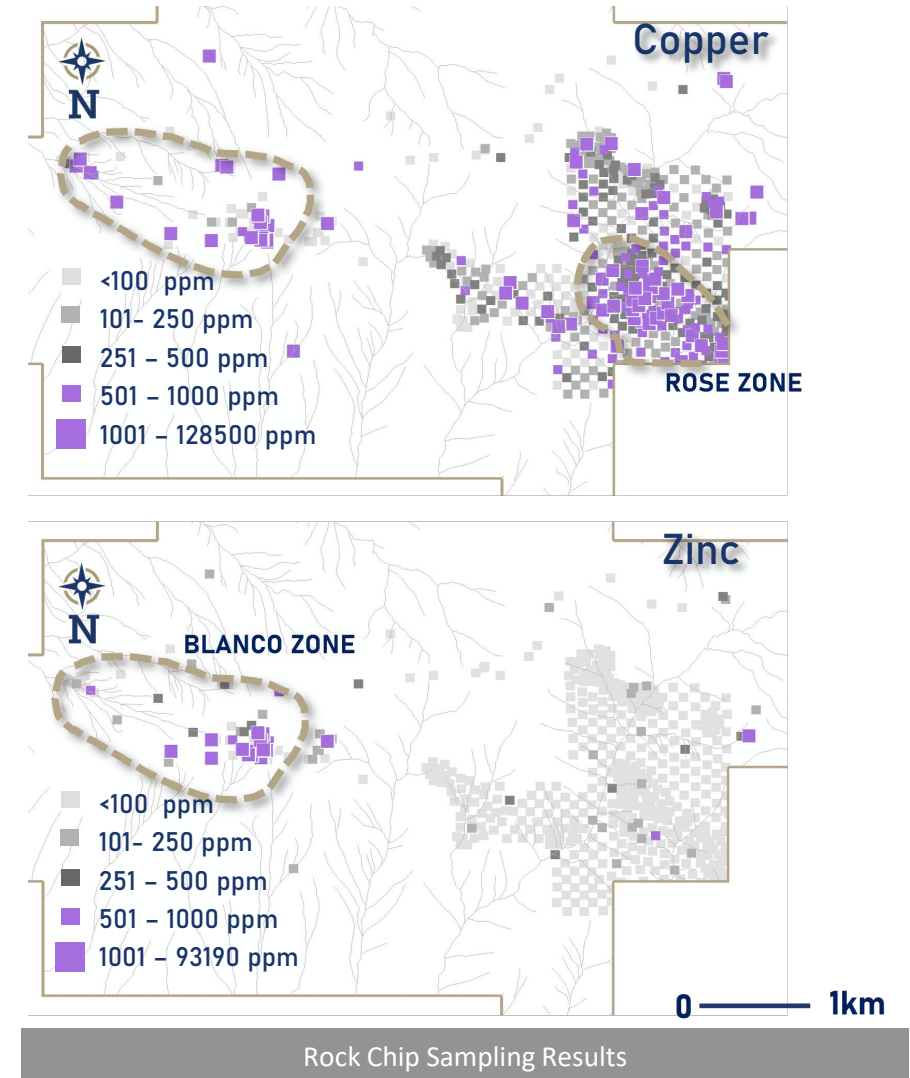 Copper
N
<100 ppm
101- 250 ppm
251 – 500 ppm
501 – 1000 ppm
1001 – 128500 ppm
ROSE ZONE
Zinc
N
BLANCO ZONE
<100 ppm
101- 250 ppm
251 – 500 ppm
501 – 1000 ppm
1001 – 93190 ppm
0 1km
Rock Chip Sampling Results